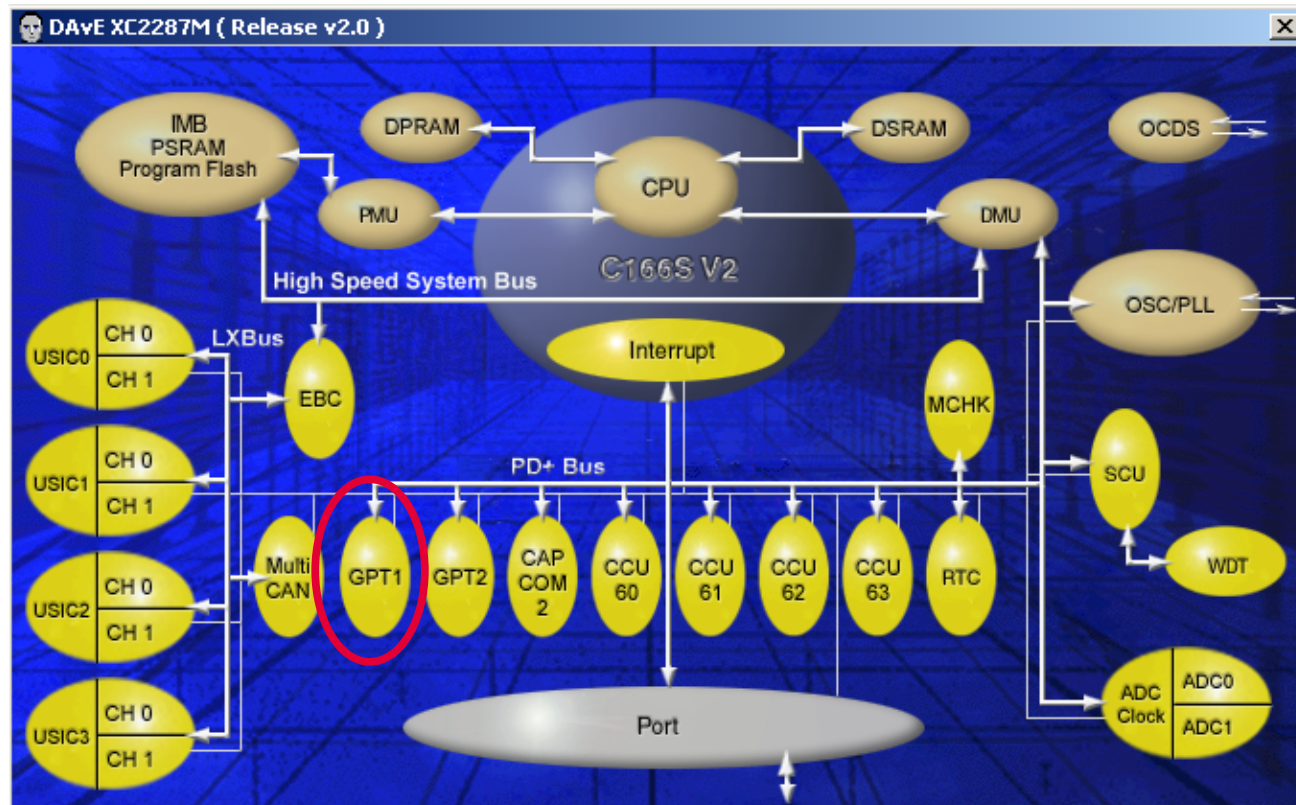 DAvE XC2287M ( Release v2.0 )
IMB
PSRAM
Program Flash
DPRAM
DSRAM
OCDS
CPU
PMU
DMU
C166S V2
High Speed System Bus
OSC/PLL
USIC0
CH 0
CH 1
LXBus
Interrupt
EBC
MCHK
USIC1
CH 0
CH 1
PD+ Bus
SCU
Multi
CAN
GPT1
GPT2
CAP
COM
2
CCU
60
CCU
61
CCU
62
CCU
63
RTC
WDT
USIC2
CH 0
CH 1
USIC3
CH 0
CH 1
Port
ADC
Clock
ADC0
ADC1